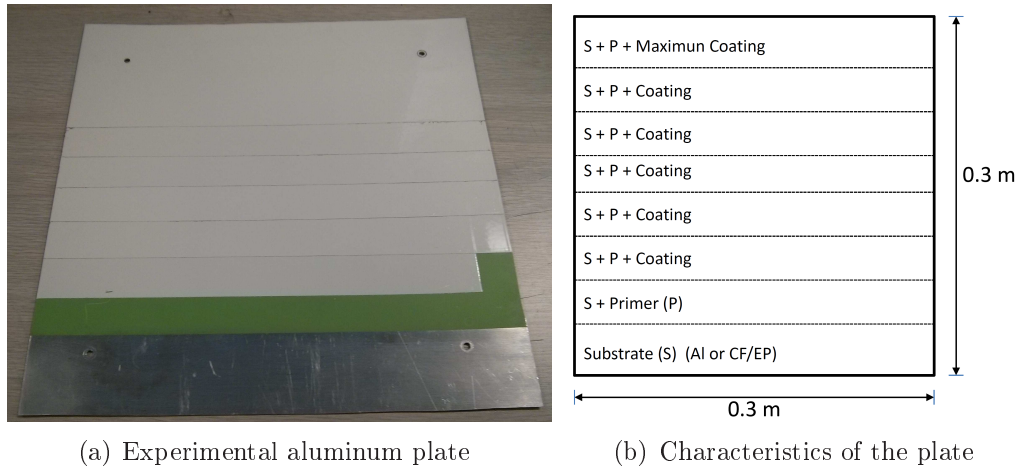 S + P + Maximun Coating
S + P + Coating
S + P + Coating
S + P + Coating
S + P + Coating
S + P + Coating
S + Primer (P)
Substrate (S) (Al or CF/EP)
0.3 m
0.3 m
(a) Experimental aluminum plate
(b) Characteristics of the plate